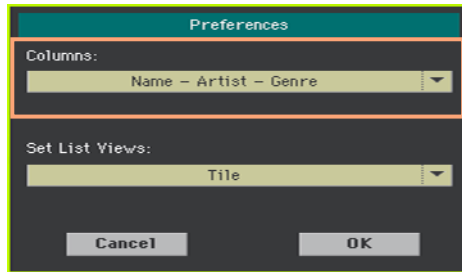 Preferences
Columns:
Name - Artist - Genre
Set List Views:
Tile
Cancel OK